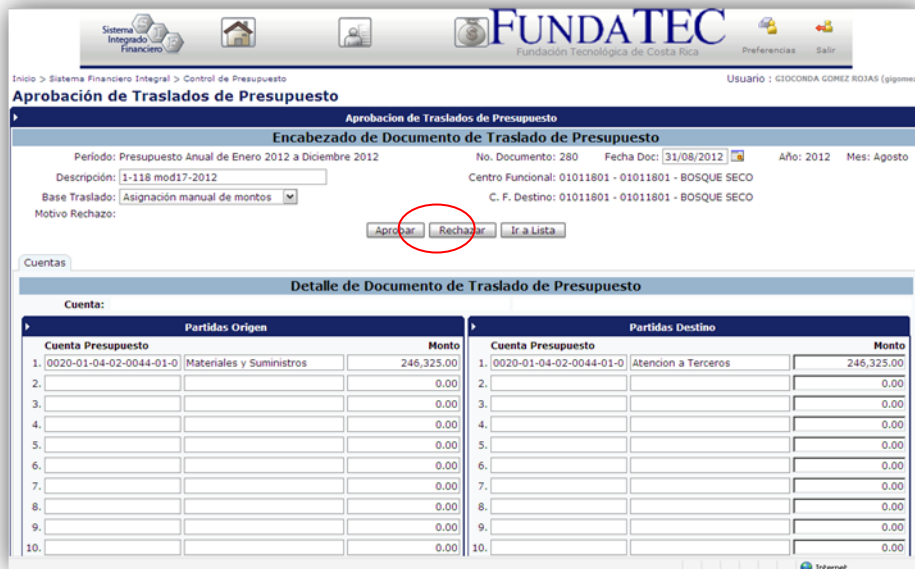 Sistema
Integrado
Financiero
S I F
FUNDATEC
Fundación Tecnológica de Costa Rica
Preferencias Salir
Inicio > Sistema Financiero Integral > Control de Presupuesto
Usuario : GIOCONDA GOMEZ ROJAS (gigomez
Aprobación de Traslados de Presupuesto
Aprobacion de Traslados de Presupuesto
Encabezado de Documento de Traslado de Presupuesto
Período: Presupuesto Anual de Enero 2012 a Diciembre 2012 No. Documento: 280 Fecha Doc: 31/08/2012 Año: 2012 Mes: Agosto
Descripción: 1-118 mod17-2012 Centro Funcional: 01011801 - 01011801 - BOSQUE SECO
Base Traslado: Asignación manual de montos C. F. Destino: 01011801 - 01011801 - BOSQUE SECO
Motivo Rechazo:
Aprobar Rechazar Ir a Lista
Cuentas
Detalle de Documento de Traslado de Presupuesto
Cuenta:
Partidas Origen Partidas Destino
Cuenta Presupuesto Monto Cuenta Presupuesto Monto
1. 0020-01-04-02-0044-01-0 Materiales y Suministros 246,325.00 1. 0020-01-04-02-0044-01-0 Atencion a Terceros 246,325.00
2. 0.00 2. 0.00
3. 0.00 3. 0.00
4. 0.00 4. 0.00
5. 0.00 5. 0.00
6. 0.00 6. 0.00
7. 0.00 7. 0.00
8. 0.00 8. 0.00
9. 0.00 9. 0.00
10. 0.00 10. 0.00
Internet